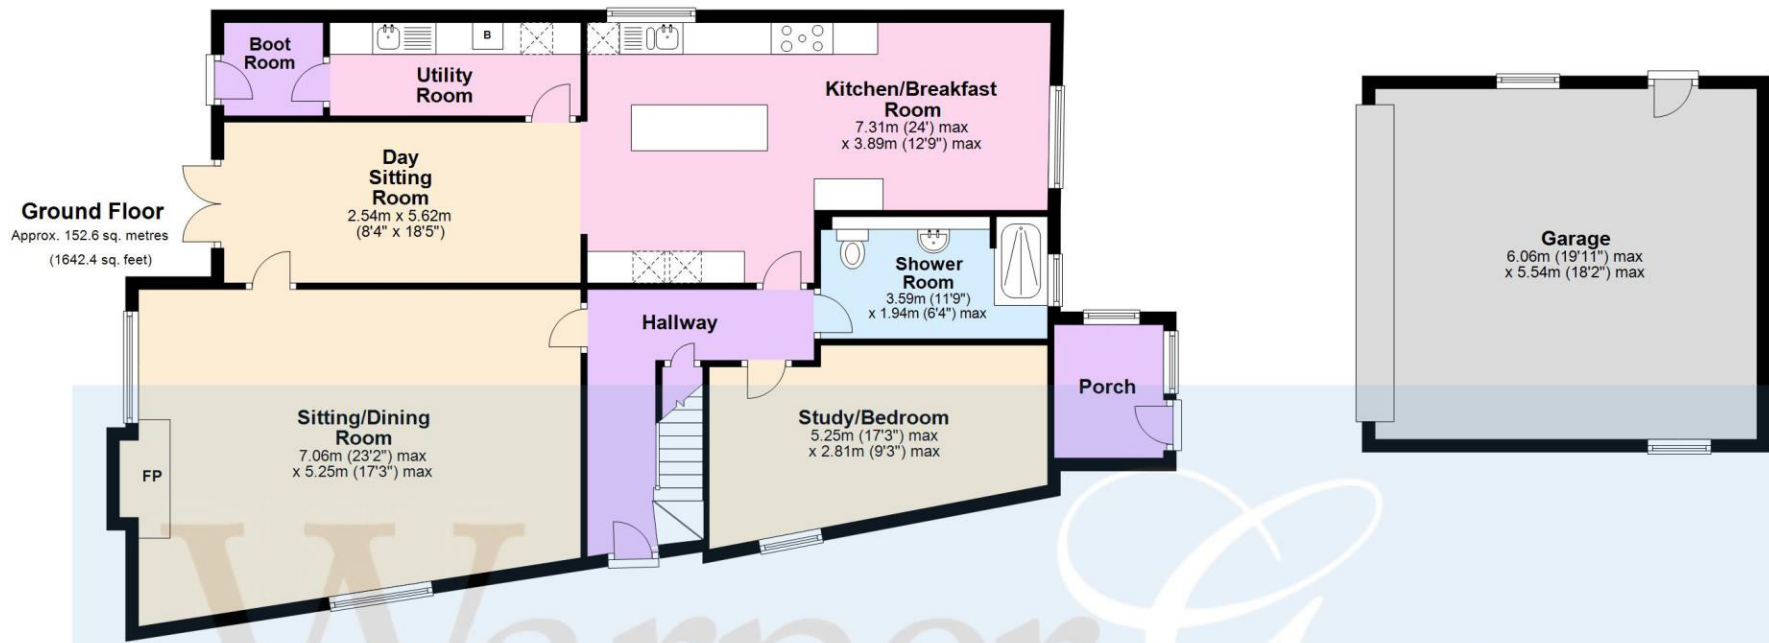 Ground Floor
Approx. 152.6 sq. metres
(1642.4 sq. feet)
Boot
Room
B
Utility
Room
Kitchen/Breakfast
Room
7.31m (24') max
x 3.89m (12'9") max
Day
Sitting
Room
2.54m x 5.62m
(8'4" x 18'5")
Shower
Room
3.59m (11'9")
x 1.94m (6'4") max
Hallway
Porch
Sitting/Dining
Room
7.06m (23'2") max
x 5.25m (17'3") max
FP
Study/Bedroom
5.25m (17'3") max
x 2.81m (9'3") max
Garage
6.06m (19'11") max
x 5.54m (18'2") max
Warner G